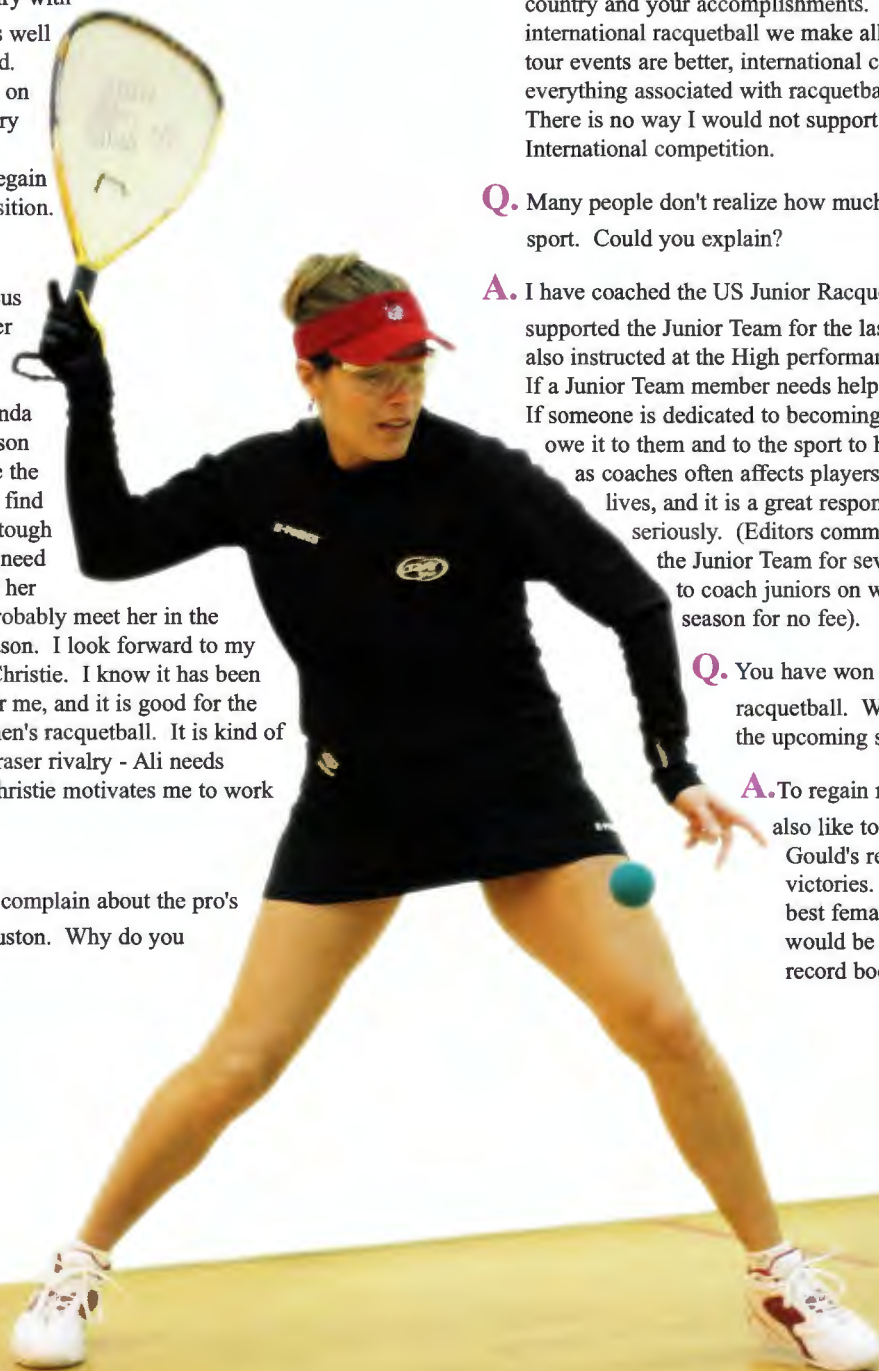 s well
d.
on
ry
egain
sition.
us
er
nda
son
e the
find
tough
need
her
robably meet her in the
son. I look forward to my
Christie. I know it has been
r me, and it is good for the
nen's racquetball. It is kind of
raser rivalry - Ali needs
hristie motivates me to work
complain about the pro's
uston. Why do you
country and your accomplishments.
international racquetball we make all
tour events are better, international c
everything associated with racquetba
There is no way I would not support
International competition.
Q. Many people don't realize how much
sport. Could you explain?
A. I have coached the US Junior Racque
supported the Junior Team for the las
also instructed at the High performan
If a Junior Team member needs help
If someone is dedicated to becoming
owe it to them and to the sport to h
as coaches often affects players
lives, and it is a great respon
seriously. (Editors comm
the Junior Team for sev
to coach juniors on w
season for no fee).
Q. You have won
racquetball. W
the upcoming s
A.To regain r
also like to
Gould's re
victories.
best fema
would be
record boo